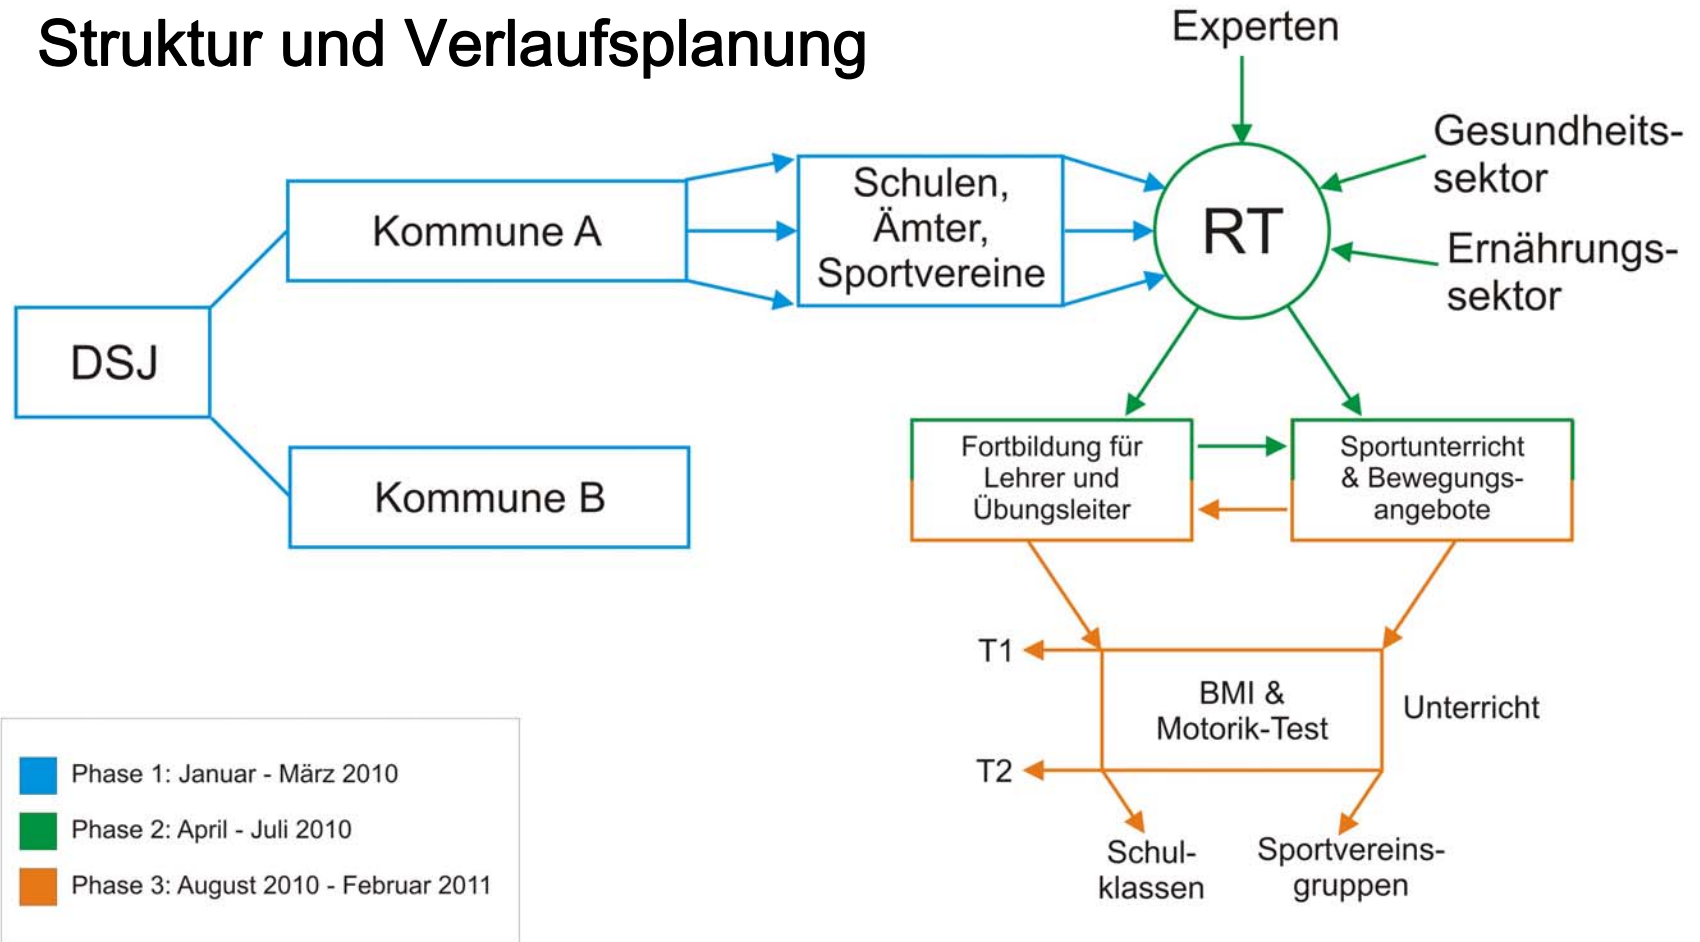 Struktur und Verlaufsplanung
Experten
Gesundheits-
sektor
Ernährungs-
sektor
RT
Schulen,
Ämter,
Sportvereine
Kommune A
DSJ
Kommune B
Fortbildung für
Lehrer und
Übungsleiter
Sportunterricht
& Bewegungs-
angebote
T1
BMI &
Motorik-Test
Unterricht
T2
Schul-
klassen
Sportvereins-
gruppen
Phase 1: Januar - März 2010
Phase 2: April - Juli 2010
Phase 3: August 2010 - Februar 2011